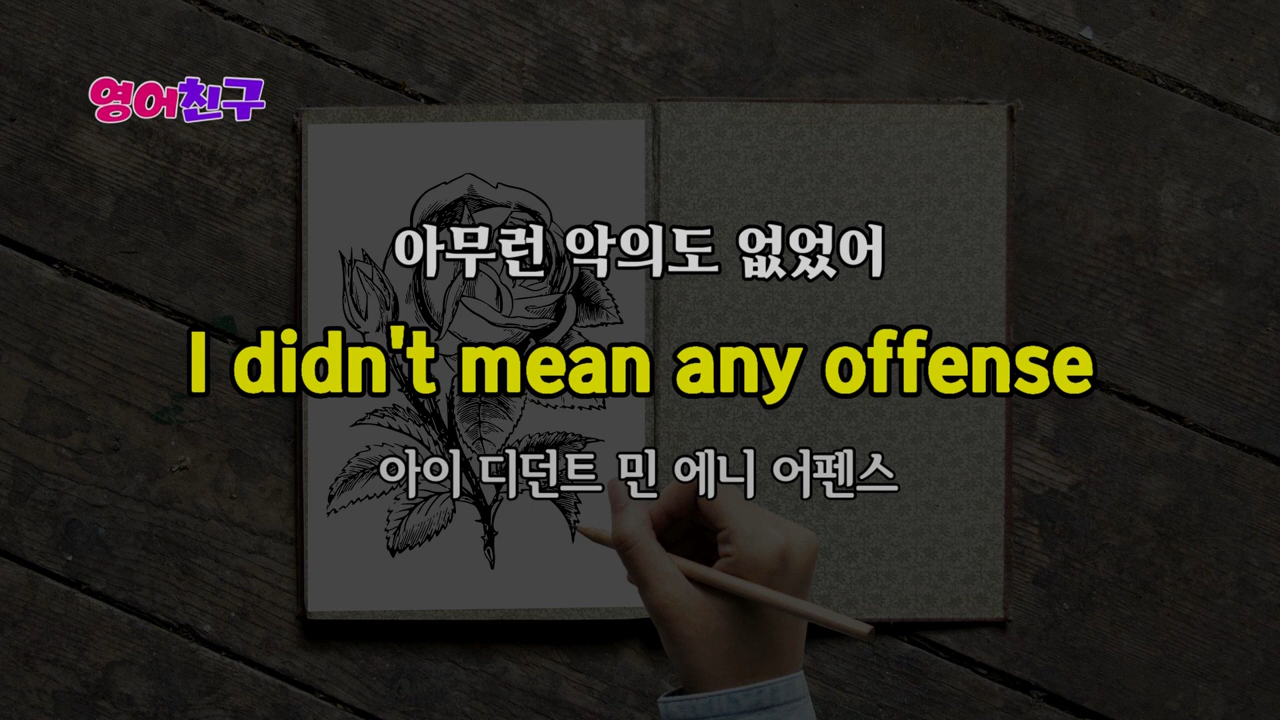 영어친구
아무런 악의도 없었어
I didn't mean any offense
아이 디던트 민 에니 어펜스